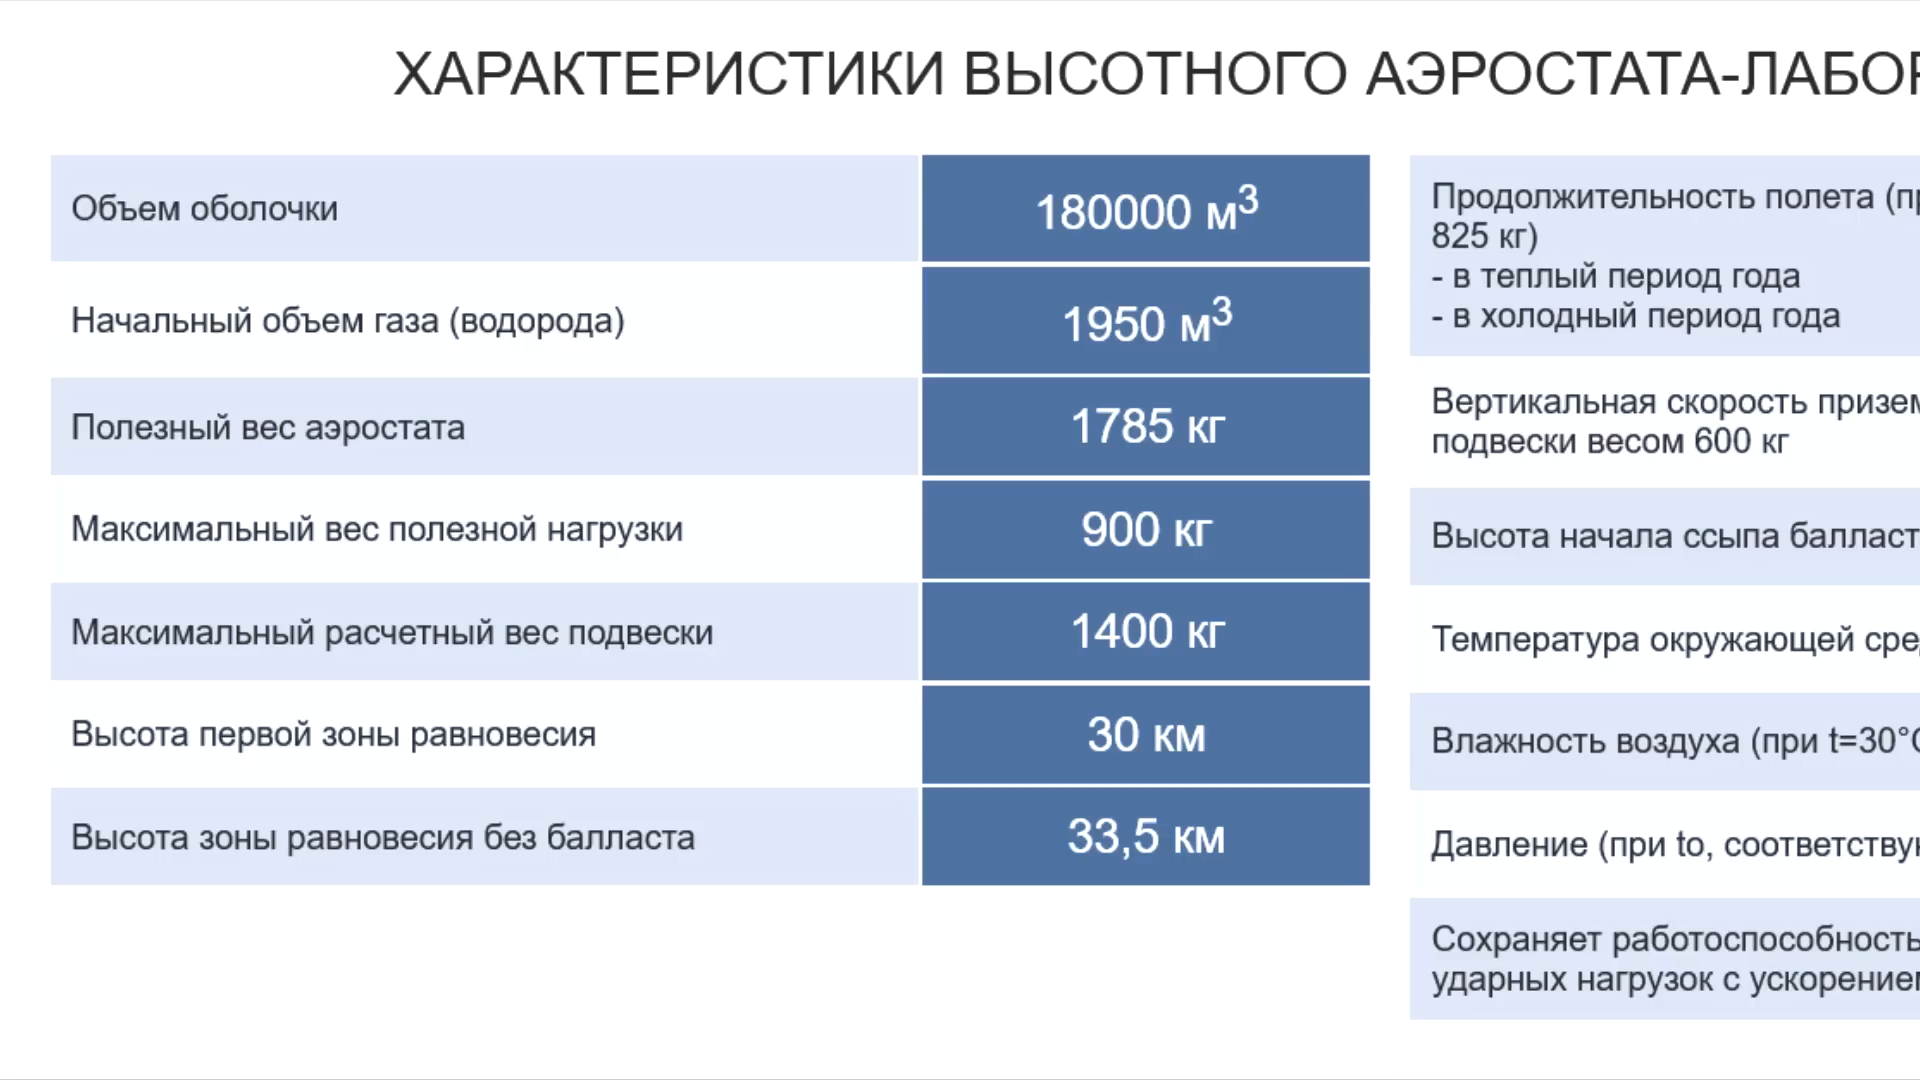 ХАРАКТЕРИСТИКИ ВЫСОТНОГО
Объем оболочки
180000 м³
Начальный объем газа (водорода)
1950 м³
Полезный вес аэростата
1785 кг
Максимальный вес полезной нагрузки
900 кг
Максимальный расчетный вес подвески
1400 кг
Высота первой зоны равновесия
30 км
Высота зоны равновесия без балласта
33,5 км
Продолжительность полета
825 кг)
- в теплый период года
- в холодный период года
Вертикальная скорость
подвески весом 600 кг
Высота начала ссыпа
Температура окружающей
Влажность воздуха (при t=30°C
Давление (при to,
Сохраняет
ударных нагрузок с